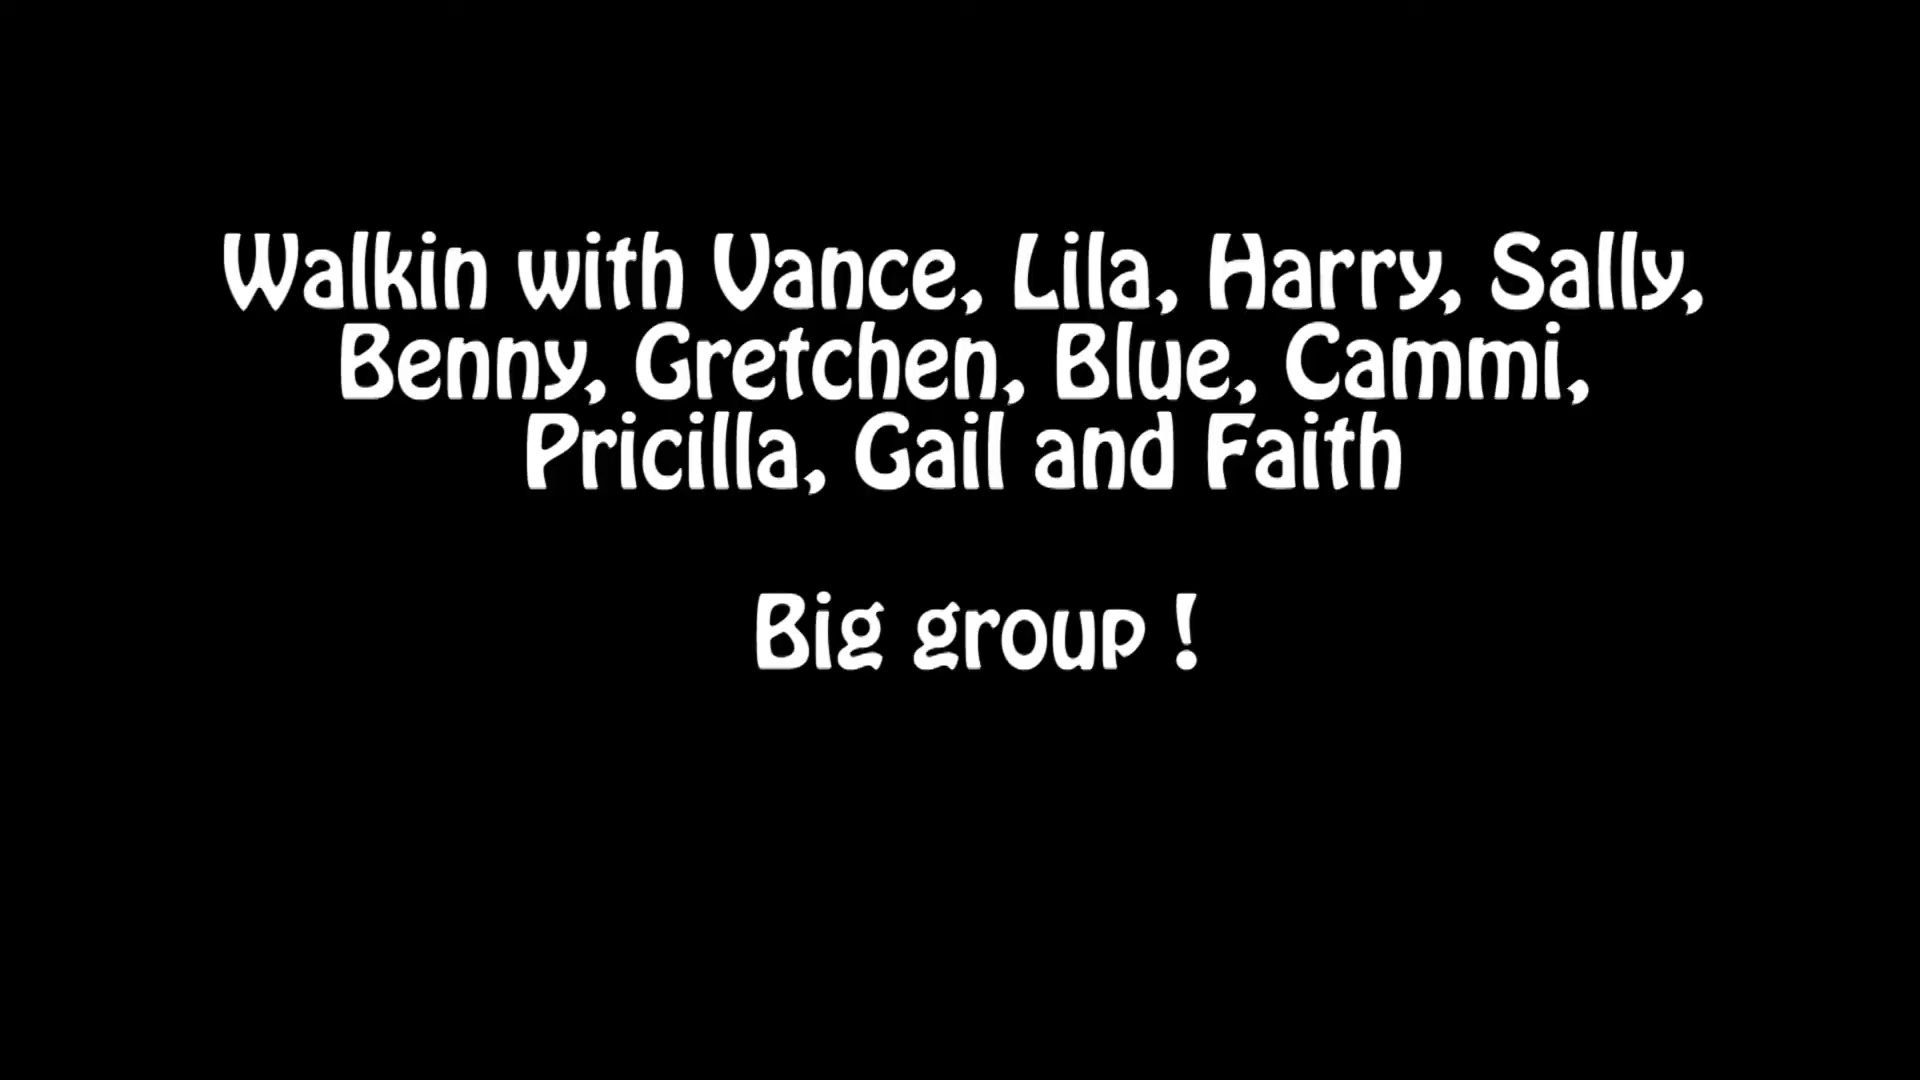 Walkin with Vance, Lila, Harry, Sally,
Benny, Gretchen, Blue, Cammi,
Pricilla, Gail and Faith
Big group !